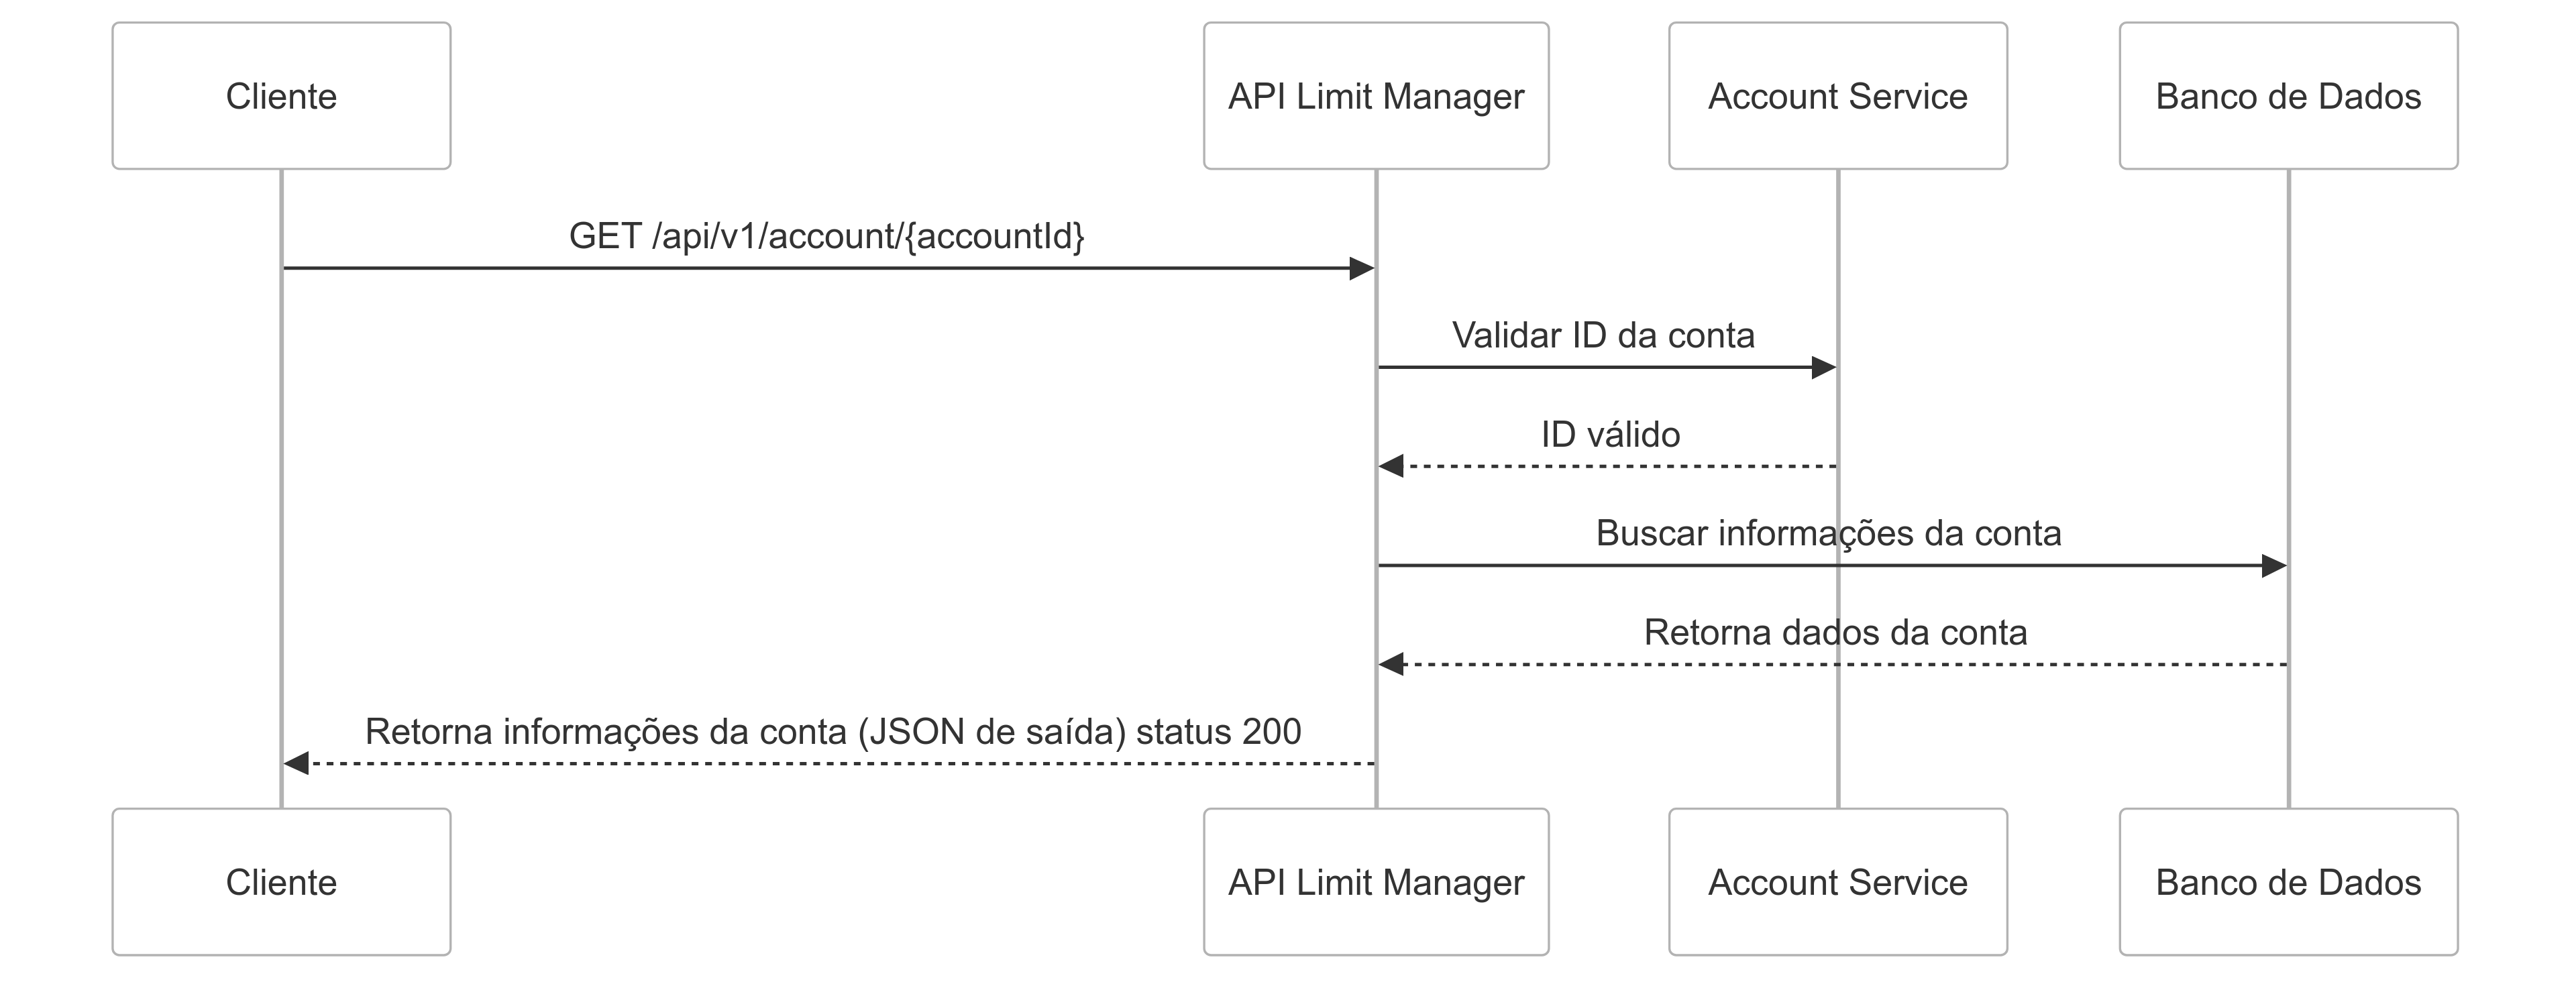 Cliente
API Limit Manager
Account Service
Banco de Dados
GET /api/v1/account/{accountId}
Validar ID da conta
ID válido
Buscar informações da conta
Retorna dados da conta
Retorna informações da conta (JSON de saída) status 200
Cliente
API Limit Manager
Account Service
Banco de Dados